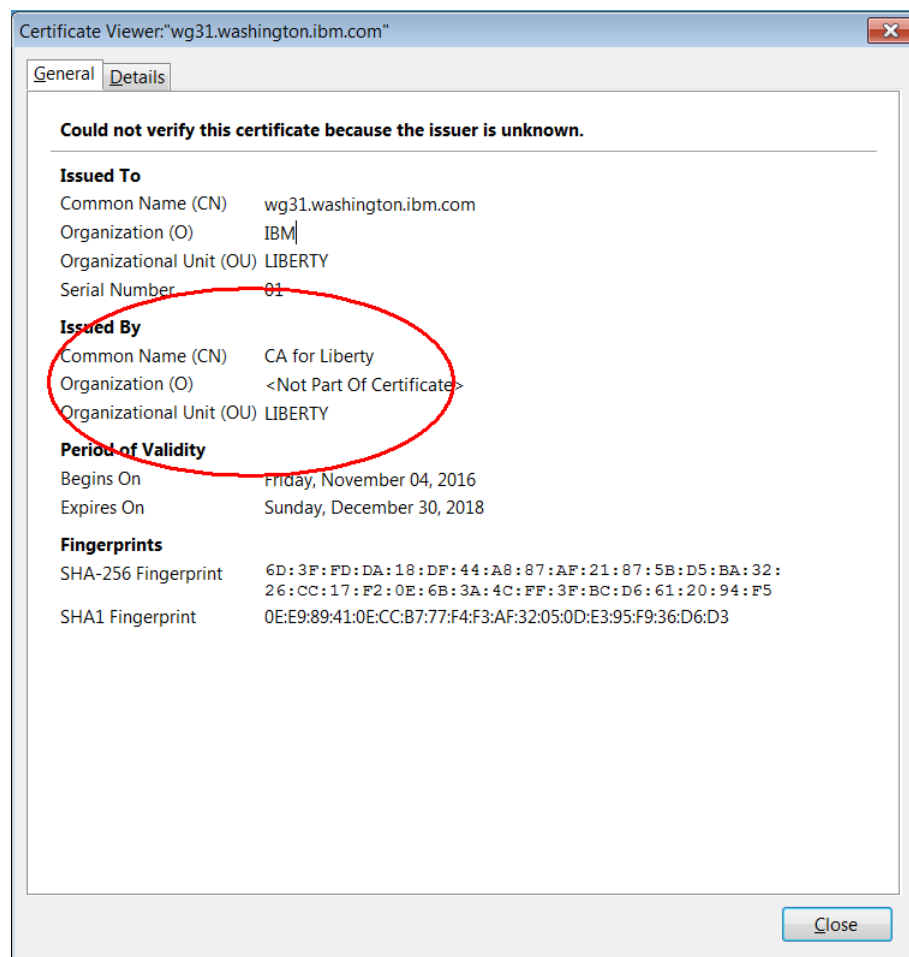 Certificate Viewer:"wg31.washington.ibm.com"
General Details
Could not verify this certificate because the issuer is unknown.
Issued To
Common Name (CN) wg31.washington.ibm.com
Organization (O) IBM
Organizational Unit (OU) LIBERTY
Serial Number 01
Issued By
Common Name (CN) CA for Liberty
Organization (O) <Not Part Of Certificate>
Organizational Unit (OU) LIBERTY
Period of Validity
Begins On Friday, November 04, 2016
Expires On Sunday, December 30, 2018
Fingerprints
SHA-256 Fingerprint 6D:3F:FD:DA:18:DF:44:A8:87:AF:21:87:5B:D5:BA:32:
26:CC:17:F2:0E:6B:3A:4C:FF:3F:BC:D6:61:20:94:F5
SHA1 Fingerprint 0E:E9:89:41:0E:CC:B7:77:F4:F3:AF:32:05:0D:E3:95:F9:36:D6:D3
Close